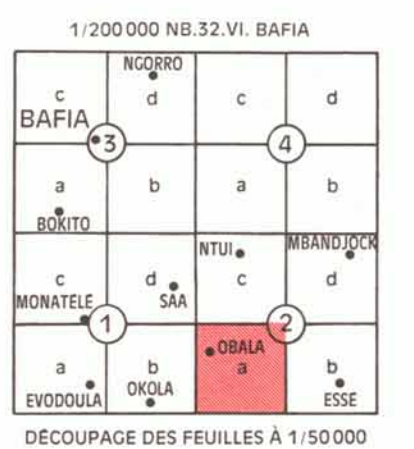 1/200 000 NB.32.VI. BAFIA
NGORRO
c d c d
BAFIA
3 4
a b a b
BOKITO
NTUI MBANDJOCK
c d c d
MONATELE SAA
1 2
OBALA
a b a b
EVODOULA OKOLA ESSE
DÉCOUPAGE DES FEUILLES À 1/50 000